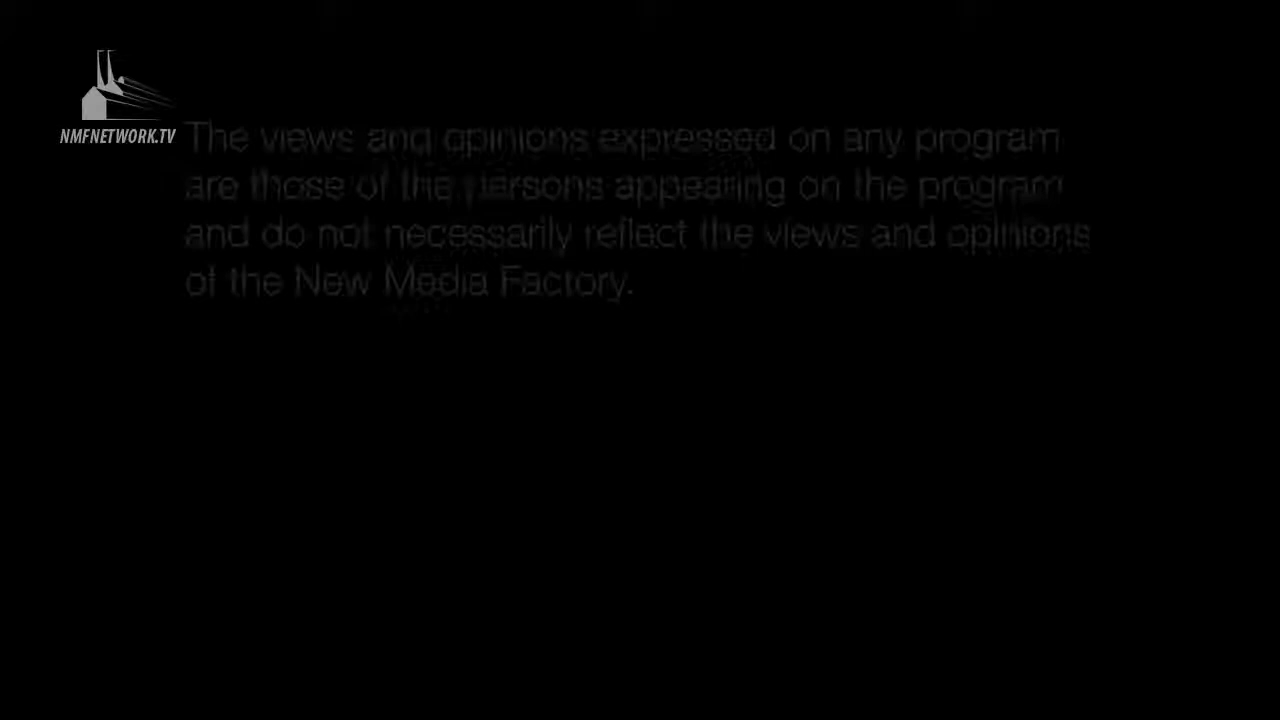 NMFNETWORK.TV
The views and opinions expressed on any program
are those of the persons appearing on the program
and do not necessarily reflect the views and opinions
of the New Media Factory.